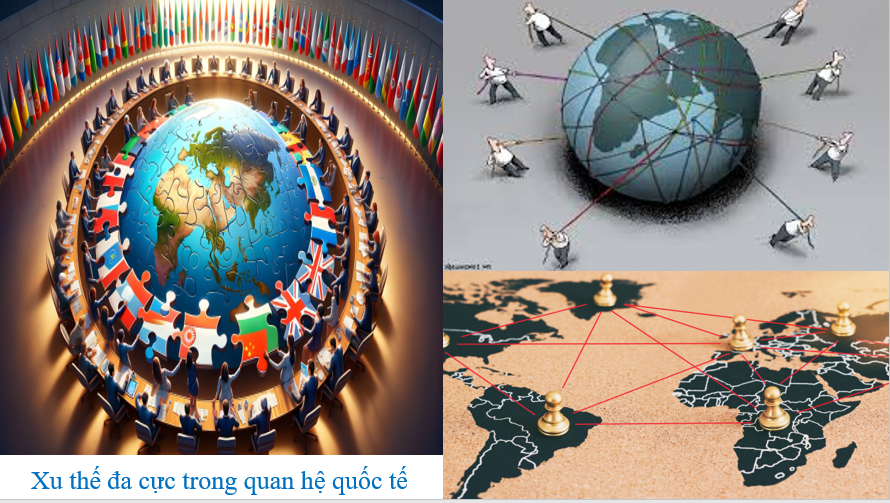 Xu thế đa cực trong quan hệ quốc tế